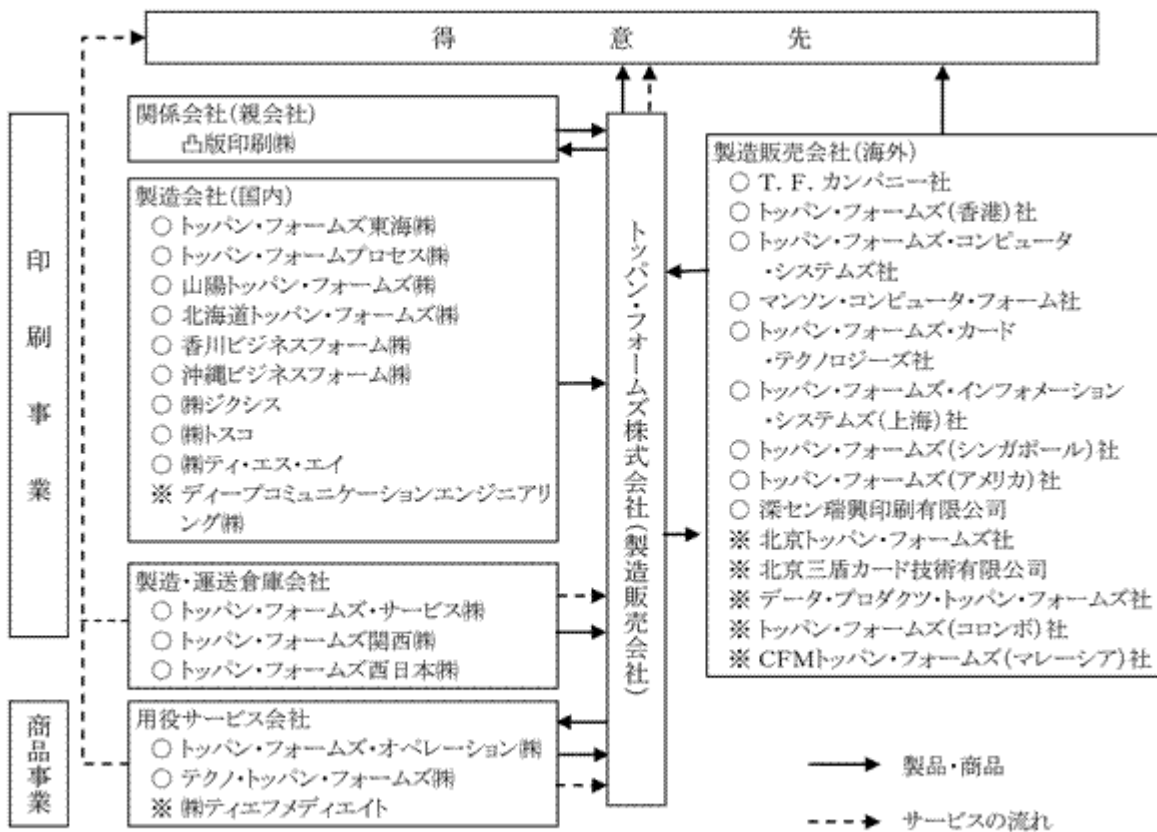 得意先
印刷事業
商品事業
関係会社(親会社)
凸版印刷㈱
製造会社(国内)
○ トッパン・フォームズ東海㈱
○ トッパン・フォームプロセス㈱
○ 山陽トッパン・フォームズ㈱
○ 北海道トッパン・フォームズ㈱
○ 香川ビジネスフォーム㈱
○ 沖縄ビジネスフォーム㈱
○ ㈱ジクシス
○ ㈱トスコ
○ ㈱ティ・エス・エイ
※ ディープコミュニケーションエンジニアリ
ング㈱
製造・運送倉庫会社
○ トッパン・フォームズ・サービス㈱
○ トッパン・フォームズ関西㈱
○ トッパン・フォームズ西日本㈱
用役サービス会社
○ トッパン・フォームズ・オペレーション㈱
○ テクノ・トッパン・フォームズ㈱
※ ㈱ティエフメディエイト
トッパン・フォームズ株式会社(製造販売会社)
製造販売会社(海外)
○ T. F. カンパニー社
○ トッパン・フォームズ(香港)社
○ トッパン・フォームズ・コンピュータ
・システムズ社
○ マンソン・コンピュータ・フォーム社
○ トッパン・フォームズ・カード
・テクノロジーズ社
○ トッパン・フォームズ・インフォメーション
・システムズ(上海)社
○ トッパン・フォームズ(シンガポール)社
○ トッパン・フォームズ(アメリカ)社
○ 深セン瑞興印刷有限公司
※ 北京トッパン・フォームズ社
※ 北京三盾カード技術有限公司
※ データ・プロダクツ・トッパン・フォームズ社
※ トッパン・フォームズ(コロンボ)社
※ CFMトッパン・フォームズ(マレーシア)社
製品・商品
サービスの流れ